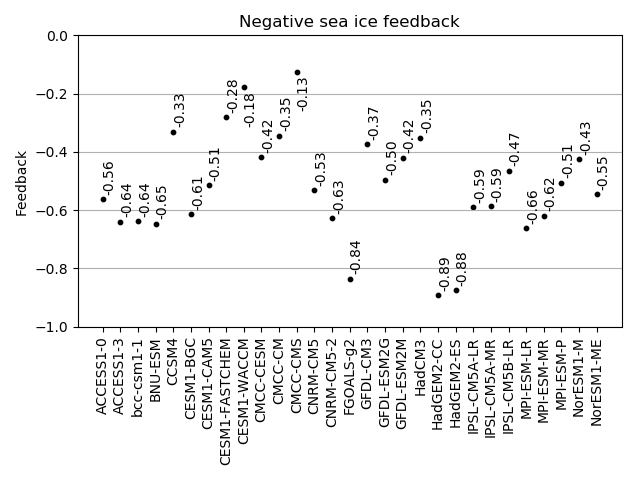 Negative sea ice feedback
Feedback
0.0
−0.2
−0.4
−0.6
−0.8
−1.0
-0.56
-0.64
-0.64
-0.65
-0.33
-0.61
-0.51
-0.28
-0.18
-0.42
-0.35
-0.13
-0.53
-0.63
-0.84
-0.37
-0.50
-0.42
-0.35
-0.89
-0.88
-0.59
-0.59
-0.47
-0.66
-0.62
-0.51
-0.43
-0.55
ACCESS1-0
ACCESS1-3
bcc-csm1-1
BNU-ESM
CCSM4
CESM1-BGC
CESM1-CAM5
CESM1-FASTCHEM
CESM1-WACCM
CMCC-CESM
CMCC-CM
CMCC-CMS
CNRM-CM5
CNRM-CM5-2
FGOALS-g2
GFDL-CM3
GFDL-ESM2G
GFDL-ESM2M
HadCM3
HadGEM2-CC
HadGEM2-ES
IPSL-CM5A-LR
IPSL-CM5A-MR
IPSL-CM5B-LR
MPI-ESM-LR
MPI-ESM-MR
MPI-ESM-P
NorESM1-M
NorESM1-ME